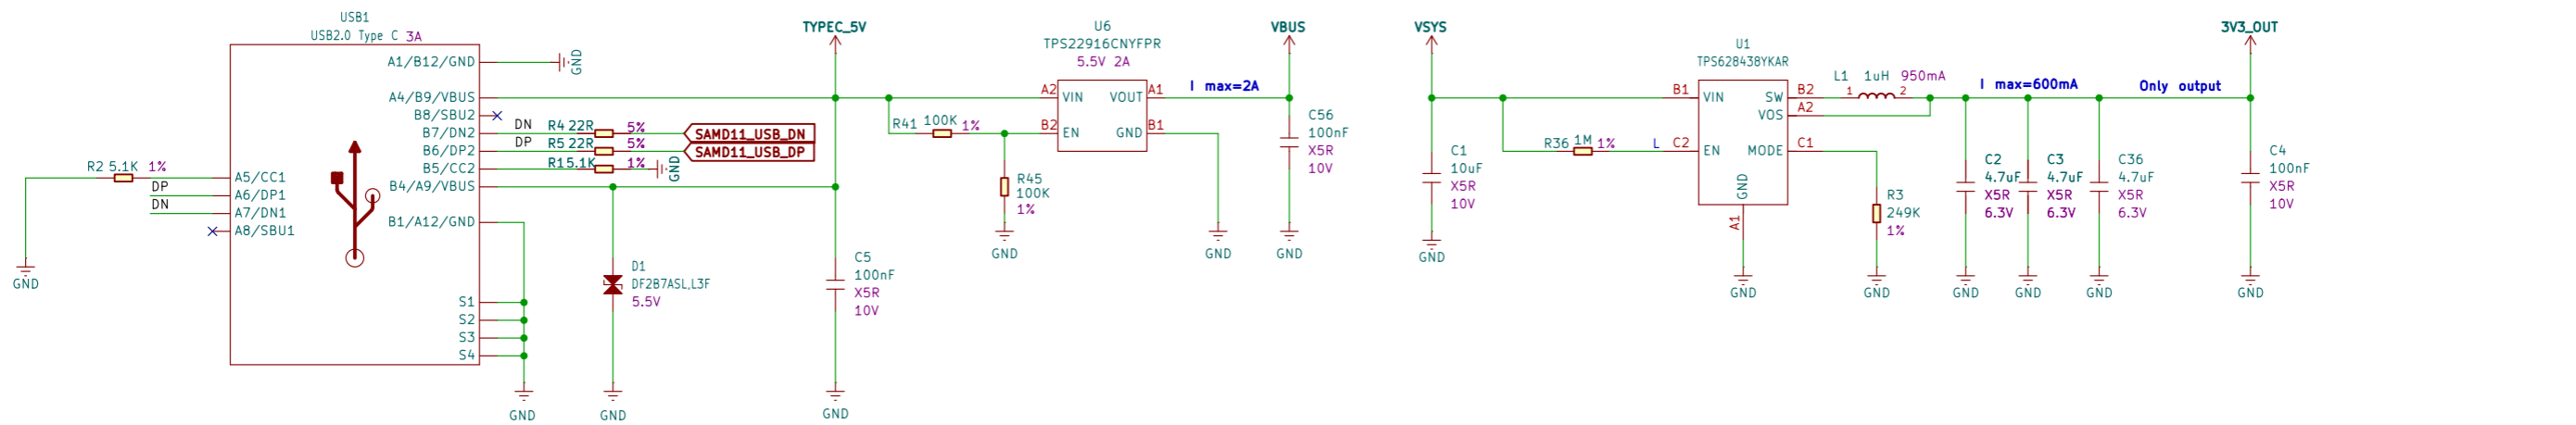 USB1
USB2.0 Type C 3A
A1/B12/GND
GND
A4/B9/VBUS
B8/SBU2
B7/DN2
DN
R4 22R
5%
SAMD11_USB_DN
B6/DP2
DP
R5 22R
5%
SAMD11_USB_DP
B5/CC2
R1 5.1K
1%
GND
B4/A9/VBUS
R2 5.1K 1%
A5/CC1
DP
A6/DP1
DN
A7/DN1
A8/SBU1
B1/A12/GND
GND
S1
S2
S3
S4
GND
D1
DF2B7ASL,L3F
5.5V
GND
TYPEC_5V
C5
100nF
X5R
10V
GND
U6
TPS22916CNYFPR
5.5V 2A
A2
VIN
VOUT
A1
B2
EN
GND
B1
R41 100K 1%
R45
100K
1%
GND
GND
I max=2A
VBUS
C56
100nF
X5R
10V
GND
VSYS
C1
10uF
X5R
10V
GND
R36 1M 1%
L
U1
TPS628438YKAR
B1
VIN
SW
B2
VOS
A2
C2
EN
MODE
C1
GND
A1
GND
L1 1uH 950mA
1
2
R3
249K
1%
GND
I max=600mA
Only output
C2
4.7uF
X5R
6.3V
GND
C3
4.7uF
X5R
6.3V
GND
C36
4.7uF
X5R
6.3V
GND
3V3_OUT
C4
100nF
X5R
10V
GND